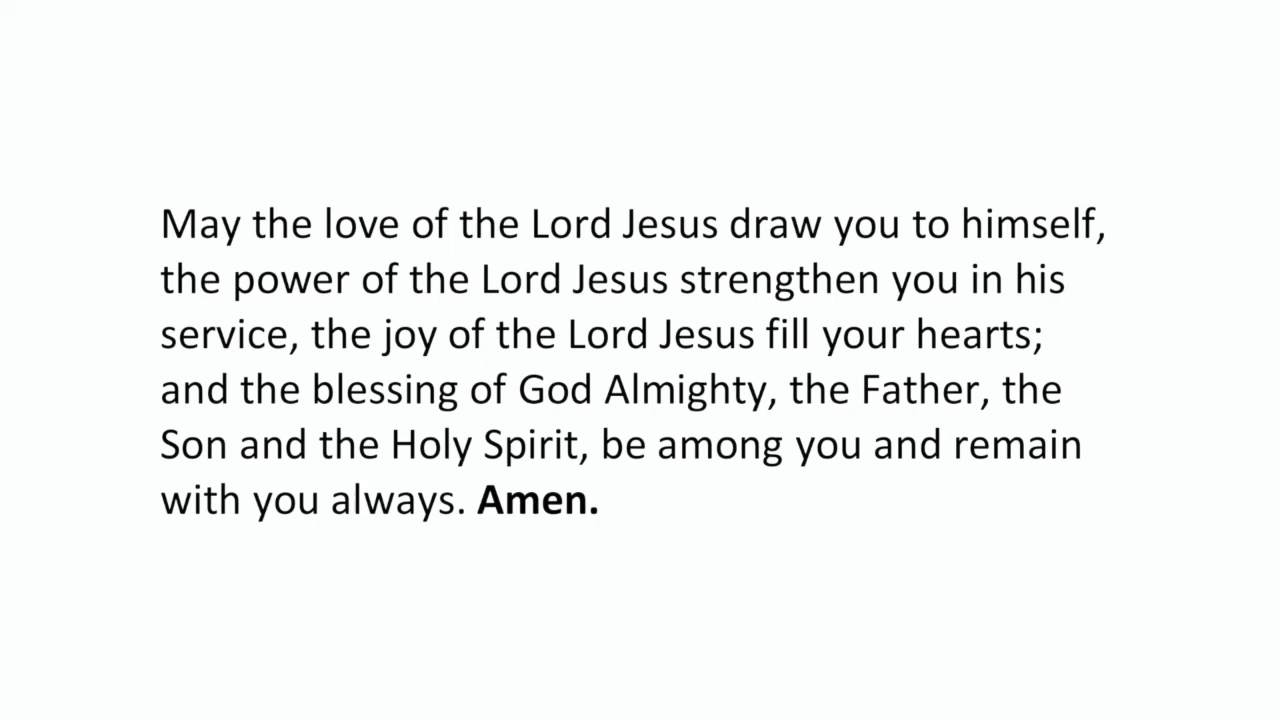 May the love of the Lord Jesus draw you to himself,
the power of the Lord Jesus strengthen you in his
service, the joy of the Lord Jesus fill your hearts;
and the blessing of God Almighty, the Father, the
Son and the Holy Spirit, be among you and remain
with you always. Amen.